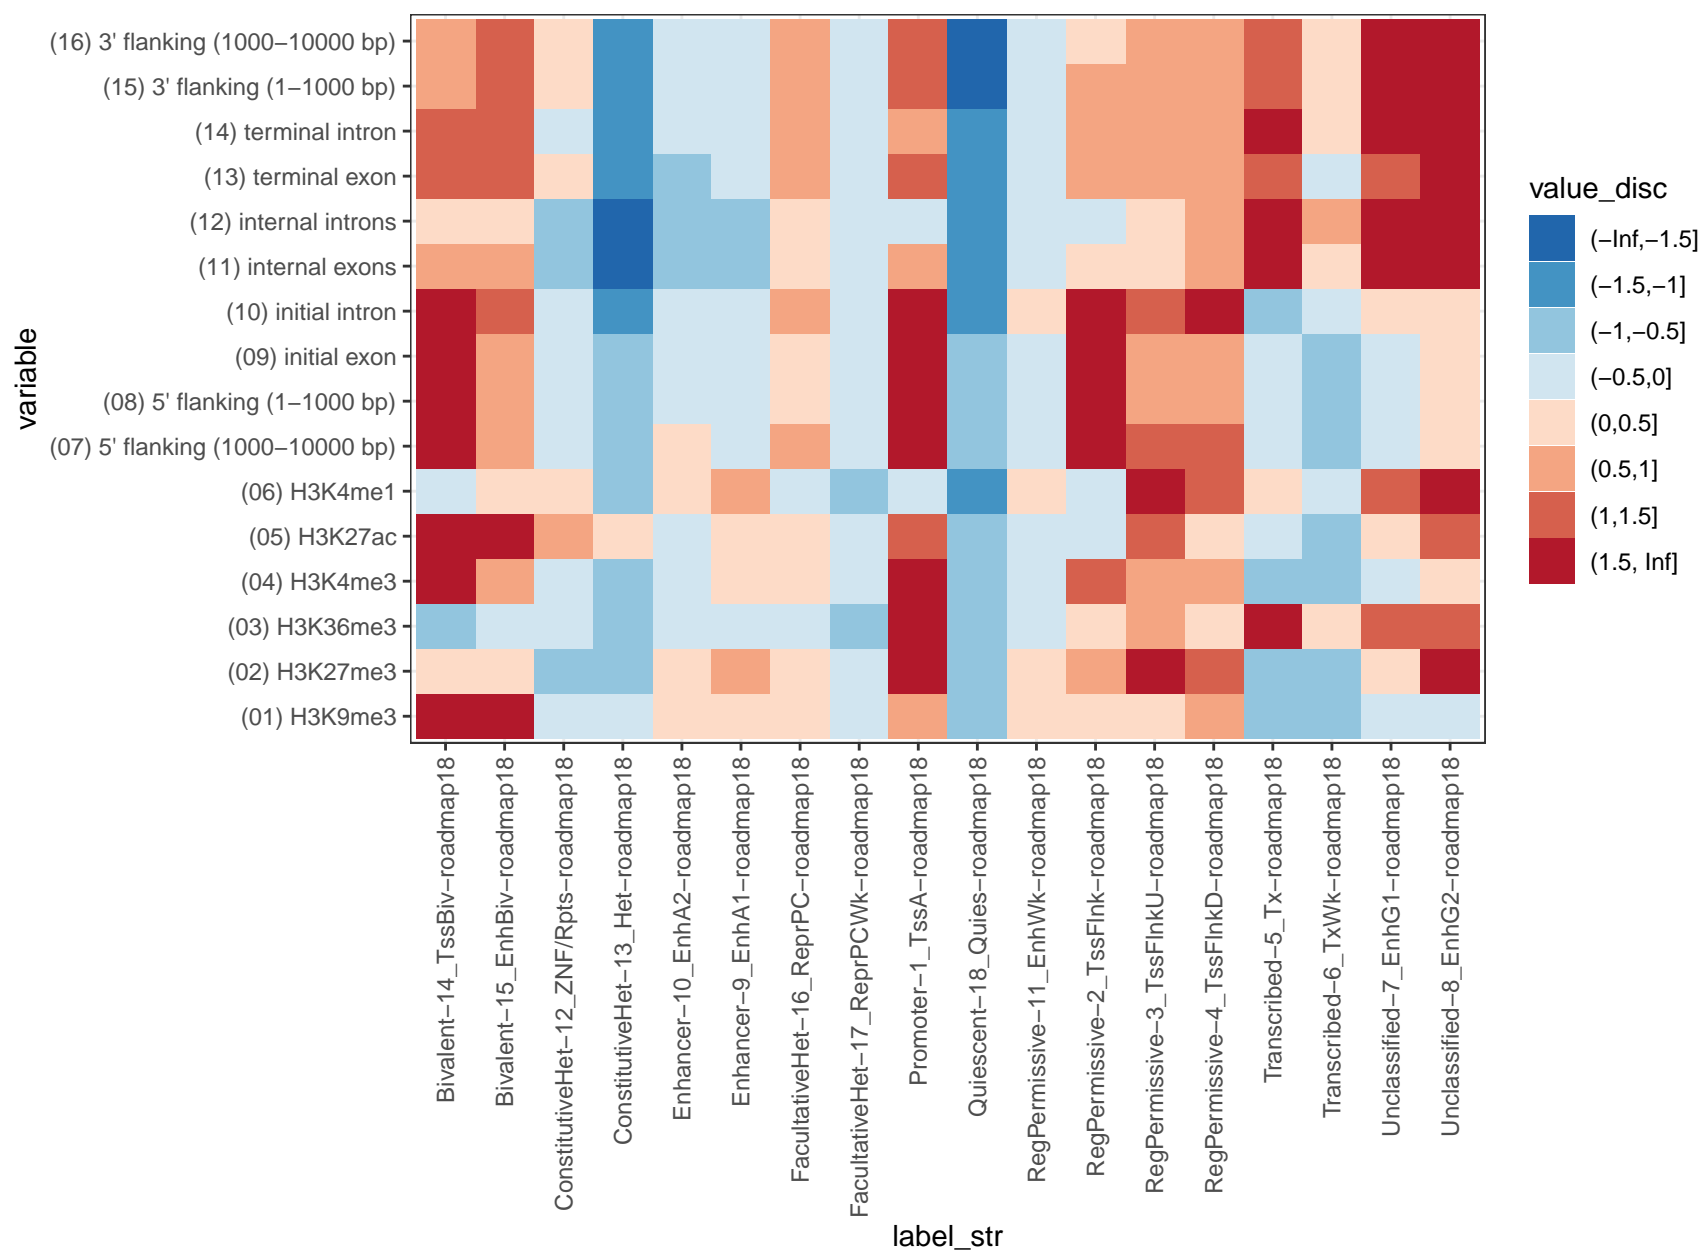 (16) 3' flanking (1000−10000 bp)
(15) 3' flanking (1−1000 bp)
(14) terminal intron
(13) terminal exon
(12) internal introns
(11) internal exons
(10) initial intron
(09) initial exon
(08) 5' flanking (1−1000 bp)
(07) 5' flanking (1000−10000 bp)
(06) H3K4me1
(05) H3K27ac
(04) H3K4me3
(03) H3K36me3
(02) H3K27me3
(01) H3K9me3
variable
Bivalent−14_TssBiv−roadmap18
Bivalent−15_EnhBiv−roadmap18
ConstitutiveHet−12_ZNF/Rpts−roadmap18
ConstitutiveHet−13_Het−roadmap18
Enhancer−10_EnhA2−roadmap18
Enhancer−9_EnhA1−roadmap18
FacultativeHet−16_ReprPC−roadmap18
FacultativeHet−17_ReprPCWk−roadmap18
Promoter−1_TssA−roadmap18
Quiescent−18_Quies−roadmap18
RegPermissive−11_EnhWk−roadmap18
RegPermissive−2_TssFlnk−roadmap18
RegPermissive−3_TssFlnkU−roadmap18
RegPermissive−4_TssFlnkD−roadmap18
Transcribed−5_Tx−roadmap18
Transcribed−6_TxWk−roadmap18
Unclassified−7_EnhG1−roadmap18
Unclassified−8_EnhG2−roadmap18
label_str
value_disc
(−Inf,−1.5]
(−1.5,−1]
(−1,−0.5]
(−0.5,0]
(0,0.5]
(0.5,1]
(1,1.5]
(1.5, Inf]